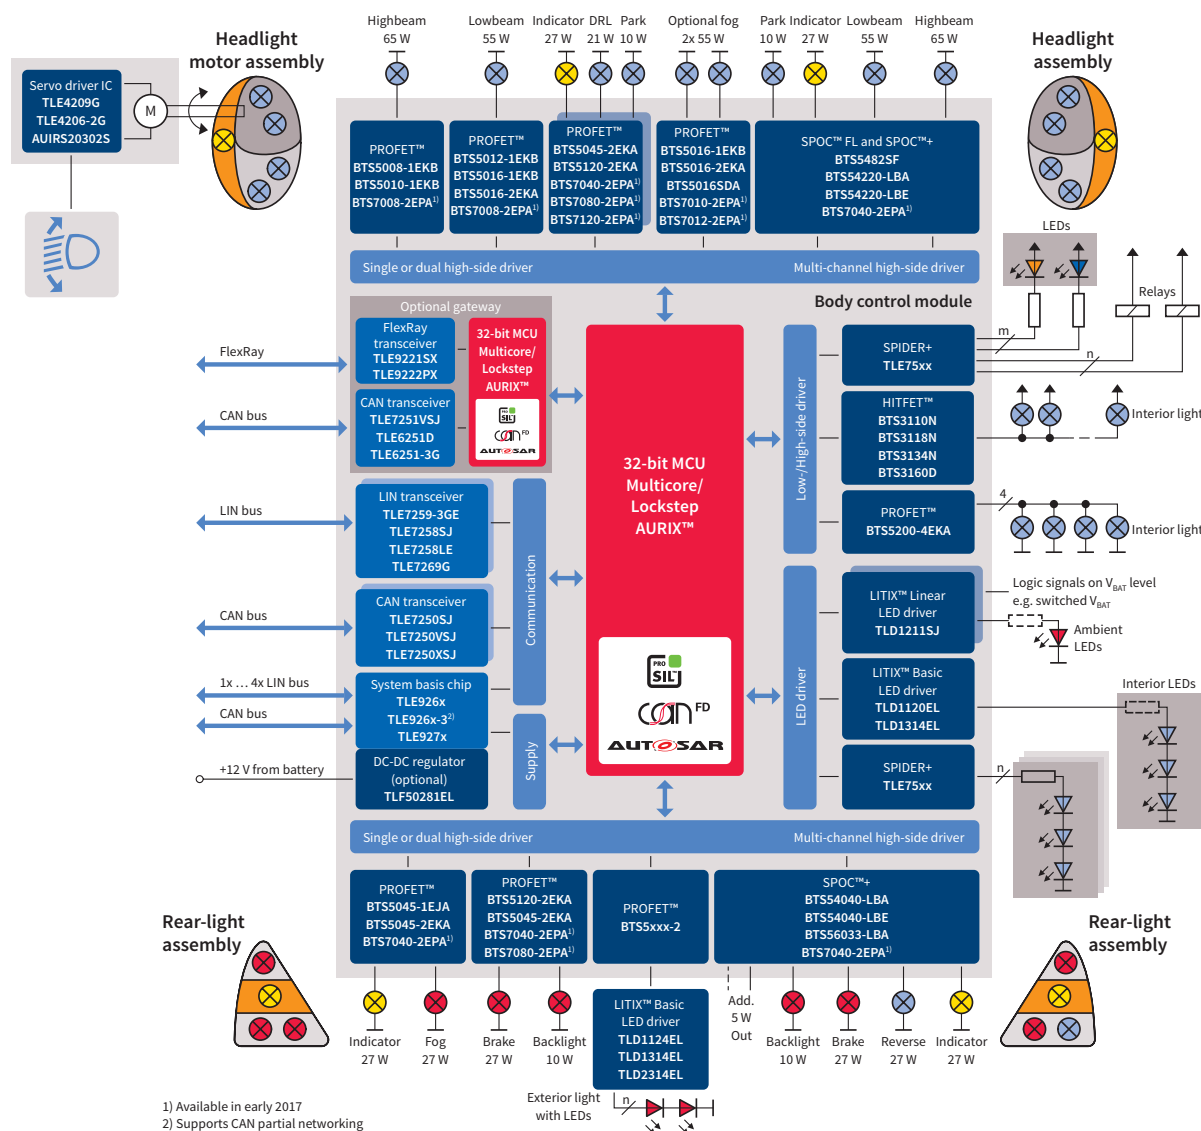 Highbeam
65 W
Lowbeam
55 W
Indicator
27 W
DRL
21 W
Park
10 W
Optional fog
2x 55 W
Park
10 W
Indicator
27 W
Lowbeam
55 W
Highbeam
65 W
Headlight
motor assembly
Headlight
assembly
Servo driver IC
TLE4209G
TLE4206-2G
AUIRS20302S
M
PROFET™
BTS5008-1EKB
BTS5010-1EKB
BTS7008-2EPA1)
PROFET™
BTS5012-1EKB
BTS5016-1EKB
BTS5016-2EKA
BTS7008-2EPA1)
PROFET™
BTS5045-2EKA
BTS5120-2EKA
BTS7040-2EPA1)
BTS7080-2EPA1)
BTS7120-2EPA1)
PROFET™
BTS5016-1EKB
BTS5016-2EKA
BTS5016SDA
BTS7010-2EPA1)
BTS7012-2EPA1)
SPOC™ FL and SPOC™+
BTS5482SF
BTS54220-LBA
BTS54220-LBE
BTS7040-2EPA1)
Single or dual high-side driver
Multi-channel high-side driver
LEDs
Relays
m
n
Optional gateway
Body control module
FlexRay
FlexRay
transceiver
TLE9221SX
TLE9222PX
CAN bus
CAN transceiver
TLE7251VSJ
TLE6251D
TLE6251-3G
32-bit MCU
Multicore/
Lockstep
AURIX™
PRO
SIL
CAN FD
AUTOSAR
LIN bus
LIN transceiver
TLE7259-3GE
TLE7258SJ
TLE7258LE
TLE7269G
CAN bus
CAN transceiver
TLE7250SJ
TLE7250VSJ
TLE7250XSJ
1x ... 4x LIN bus
CAN bus
System basis chip
TLE926x
TLE926x-32)
TLE927x
+12 V from battery
DC-DC regulator
(optional)
TLF50281EL
Communication
Supply
32-bit MCU
Multicore/
Lockstep
AURIX™
PRO
SIL
CAN FD
AUTOSAR
Low-/High-side driver
LED driver
SPIDER+
TLE75xx
HITFET™
BTS3110N
BTS3118N
BTS3134N
BTS3160D
Interior light
PROFET™
BTS5200-4EKA
4
Interior light
LITIX™ Linear
LED driver
TLD1211SJ
Logic signals on VBAT level
e.g. switched VBAT
Ambient
LEDs
LITIX™ Basic
LED driver
TLD1120EL
TLD1314EL
Interior LEDs
SPIDER+
TLE75xx
n
Single or dual high-side driver
Multi-channel high-side driver
PROFET™
BTS5045-1EJA
BTS5045-2EKA
BTS7040-2EPA1)
PROFET™
BTS5120-2EKA
BTS5045-2EKA
BTS7040-2EPA1)
BTS7080-2EPA1)
PROFET™
BTS5xxx-2
SPOC™+
BTS54040-LBA
BTS54040-LBE
BTS56033-LBA
BTS7040-2EPA1)
Rear-light
assembly
Rear-light
assembly
Indicator
27 W
Fog
27 W
Brake
27 W
Backlight
10 W
LITIX™ Basic
LED driver
TLD1124EL
TLD1314EL
TLD2314EL
Add.
5 W
Out
Backlight
10 W
Brake
27 W
Reverse
27 W
Indicator
27 W
Exterior light
with LEDs
n
1) Available in early 2017
2) Supports CAN partial networking